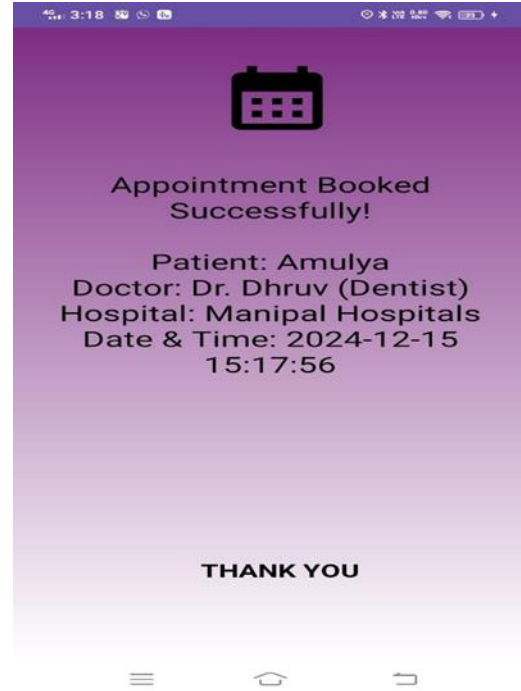 4G 3:18
Appointment Booked
Successfully!
Patient: Amulya
Doctor: Dr. Dhruv (Dentist)
Hospital: Manipal Hospitals
Date & Time: 2024-12-15
15:17:56
THANK YOU